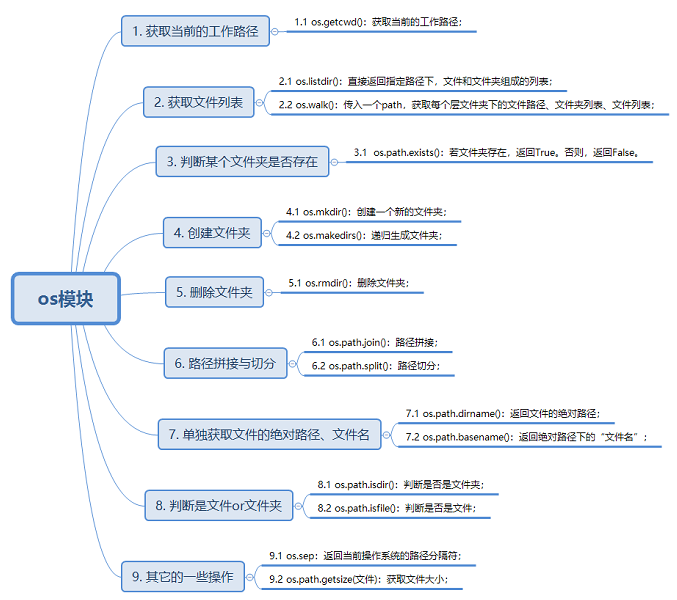 os模块
1. 获取当前的工作路径
1.1 os.getcwd()：获取当前的工作路径；
2. 获取文件列表
2.1 os.listdir()：直接返回指定路径下，文件和文件夹组成的列表；
2.2 os.walk()：传入一个path，获取每个层文件夹下的文件路径、文件夹列表、文件列表；
3. 判断某个文件夹是否存在
3.1 os.path.exists()：若文件夹存在，返回True。否则，返回False。
4. 创建文件夹
4.1 os.mkdir()：创建一个新的文件夹；
4.2 os.makedirs()：递归生成文件夹；
5. 删除文件夹
5.1 os.rmdir()：删除文件夹；
6. 路径拼接与切分
6.1 os.path.join()：路径拼接；
6.2 os.path.split()：路径切分；
7. 单独获取文件的绝对路径、文件名
7.1 os.path.dirname()：返回文件的绝对路径；
7.2 os.path.basename()：返回绝对路径下的“文件名”；
8. 判断是文件or文件夹
8.1 os.path.isdir()：判断是否是文件夹；
8.2 os.path.isfile()：判断是否是文件；
9. 其它的一些操作
9.1 os.sep：返回当前操作系统的路径分隔符；
9.2 os.path.getsize(文件)：获取文件大小；